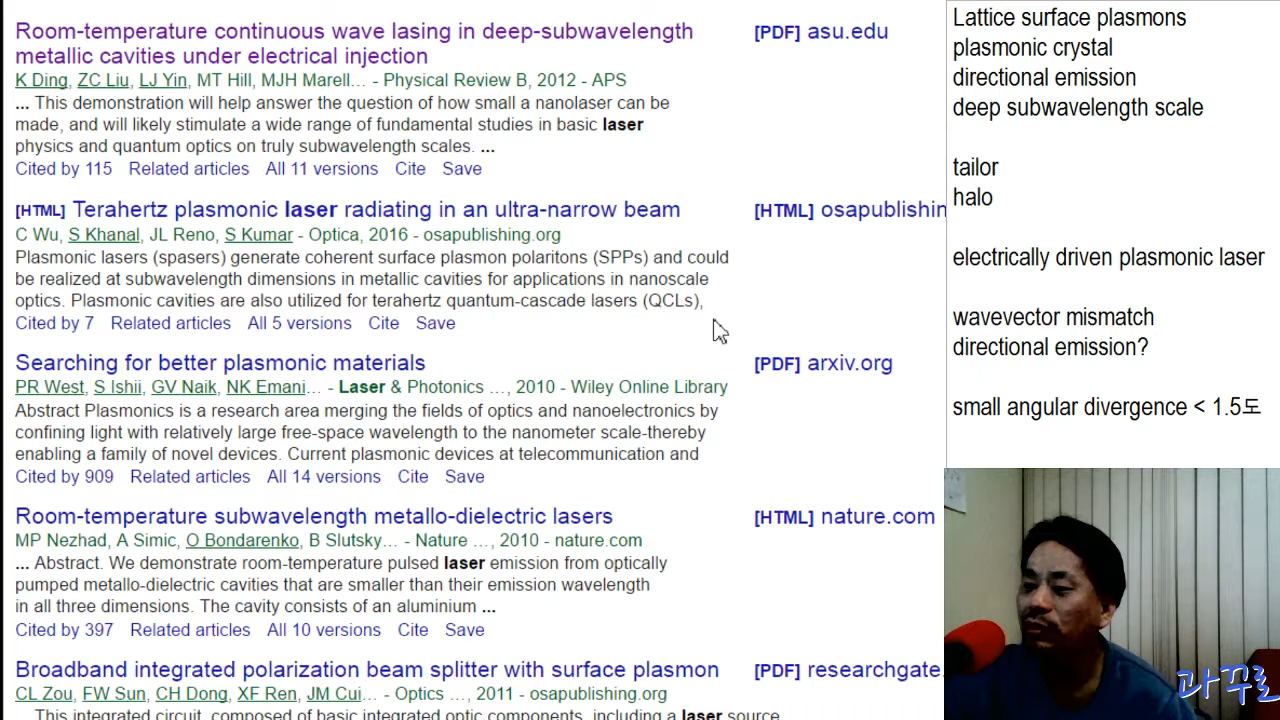 Room-temperature continuous wave lasing in deep-subwavelength
metallic cavities under electrical injection
K Ding, ZC Liu, LJ Yin, MT Hill, MJH Marell… - Physical Review B, 2012 - APS
... This demonstration will help answer the question of how small a nanolaser can be
made, and will likely stimulate a wide range of fundamental studies in basic laser
physics and quantum optics on truly subwavelength scales. ...
Cited by 115 Related articles All 11 versions Cite Save
[PDF] asu.edu
[HTML] Terahertz plasmonic laser radiating in an ultra-narrow beam
C Wu, S Khanal, JL Reno, S Kumar - Optica, 2016 - osapublishing.org
Plasmonic lasers (spasers) generate coherent surface plasmon polaritons (SPPs) and could
be realized at subwavelength dimensions in metallic cavities for applications in nanoscale
optics. Plasmonic cavities are also utilized for terahertz quantum-cascade lasers (QCLs),
Cited by 7 Related articles All 5 versions Cite Save
[HTML] osapublishin
Searching for better plasmonic materials
PR West, S Ishii, GV Naik, NK Emani… - Laser & Photonics …, 2010 - Wiley Online Library
Abstract Plasmonics is a research area merging the fields of optics and nanoelectronics by
confining light with relatively large free-space wavelength to the nanometer scale-thereby
enabling a family of novel devices. Current plasmonic devices at telecommunication and
Cited by 909 Related articles All 14 versions Cite Save
[PDF] arxiv.org
Room-temperature subwavelength metallo-dielectric lasers
MP Nezhad, A Simic, O Bondarenko, B Slutsky… - Nature …, 2010 - nature.com
... Abstract. We demonstrate room-temperature pulsed laser emission from optically
pumped metallo-dielectric cavities that are smaller than their emission wavelength
in all three dimensions. The cavity consists of an aluminium ...
Cited by 397 Related articles All 10 versions Cite Save
[HTML] nature.com
Broadband integrated polarization beam splitter with surface plasmon
CL Zou, FW Sun, CH Dong, XF Ren, JM Cui… - Optics …, 2011 - osapublishing.org
This integrated circuit, composed of basic integrated optic components, including a laser source
[PDF] researchgate.
Lattice surface plasmons
plasmonic crystal
directional emission
deep subwavelength scale
tailor
halo
electrically driven plasmonic laser
wavevector mismatch
directional emission?
small angular divergence < 1.5도
과꾸로